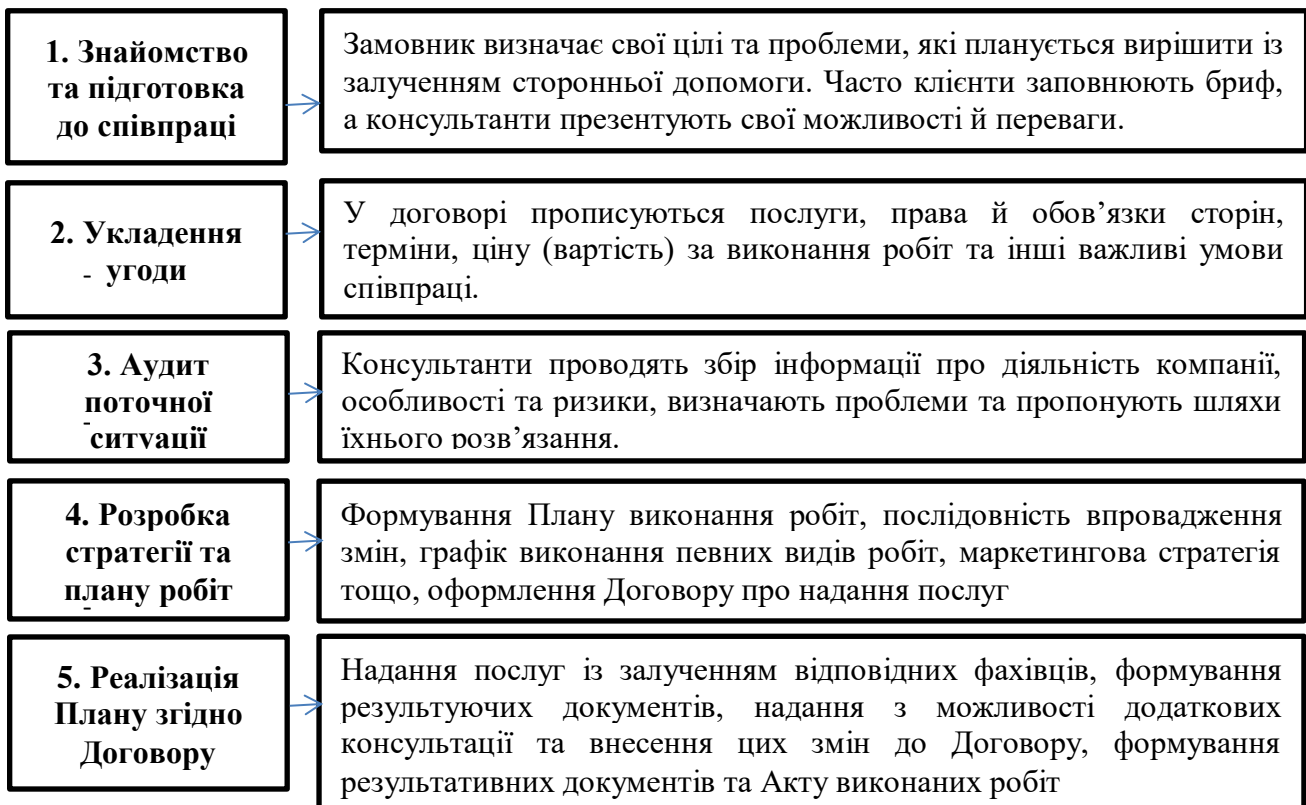 1. Знайомство
та підготовка
до співпраці
Замовник визначає свої цілі та проблеми, які планується вирішити із
залученням сторонньої допомоги. Часто клієнти заповнюють бриф,
а консультанти презентують свої можливості й переваги.
2. Укладення
- угоди
У договорі прописуються послуги, права й обов’язки сторін,
терміни, ціну (вартість) за виконання робіт та інші важливі умови
співпраці.
3. Аудит
поточної
-ситуації
Консультанти проводять збір інформації про діяльність компанії,
особливості та ризики, визначають проблеми та пропонують шляхи
їхнього розв’язання.
4. Розробка
стратегії та
плану робіт
-
Формування Плану виконання робіт, послідовність впровадження
змін, графік виконання певних видів робіт, маркетингова стратегія
тощо, оформлення Договору про надання послуг
5. Реалізація
Плану згідно
Договору
Надання послуг із залученням відповідних фахівців, формування
результуючих документів, надання з можливості додаткових
консультації та внесення цих змін до Договору, формування
результативних документів та Акту виконаних робіт